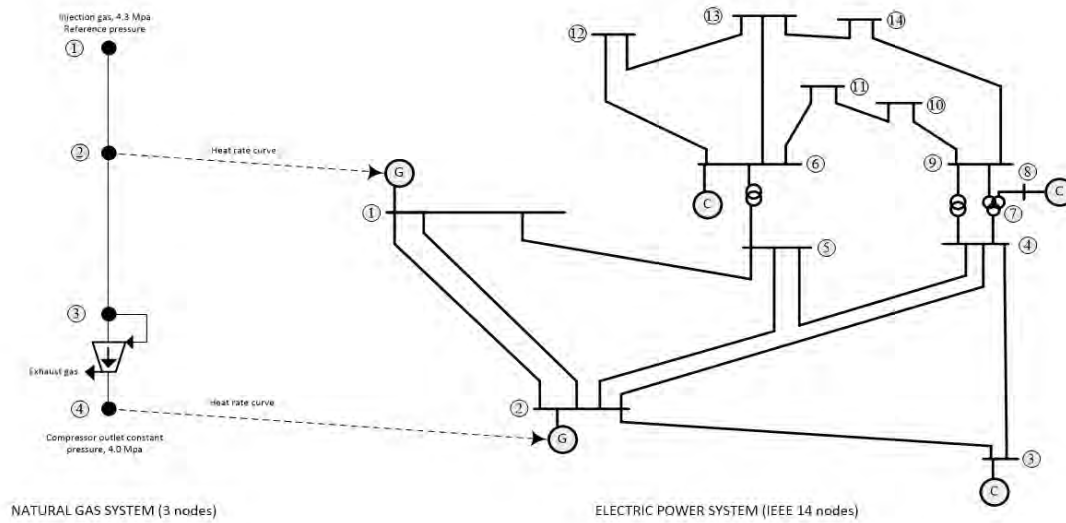 Injection gas, 4.3 Mpa
Reference pressure
①
②
Heat rate curve
③
Exhaust gas
④
Heat rate curve
Compressor outlet constant
pressure, 4.0 Mpa
NATURAL GAS SYSTEM (3 nodes)
⑬
⑭
⑫
⑪
⑩
⑥
⑨
⑧
C
C
⑦
G
①
⑤
④
②
G
③
C
ELECTRIC POWER SYSTEM (IEEE 14 nodes)